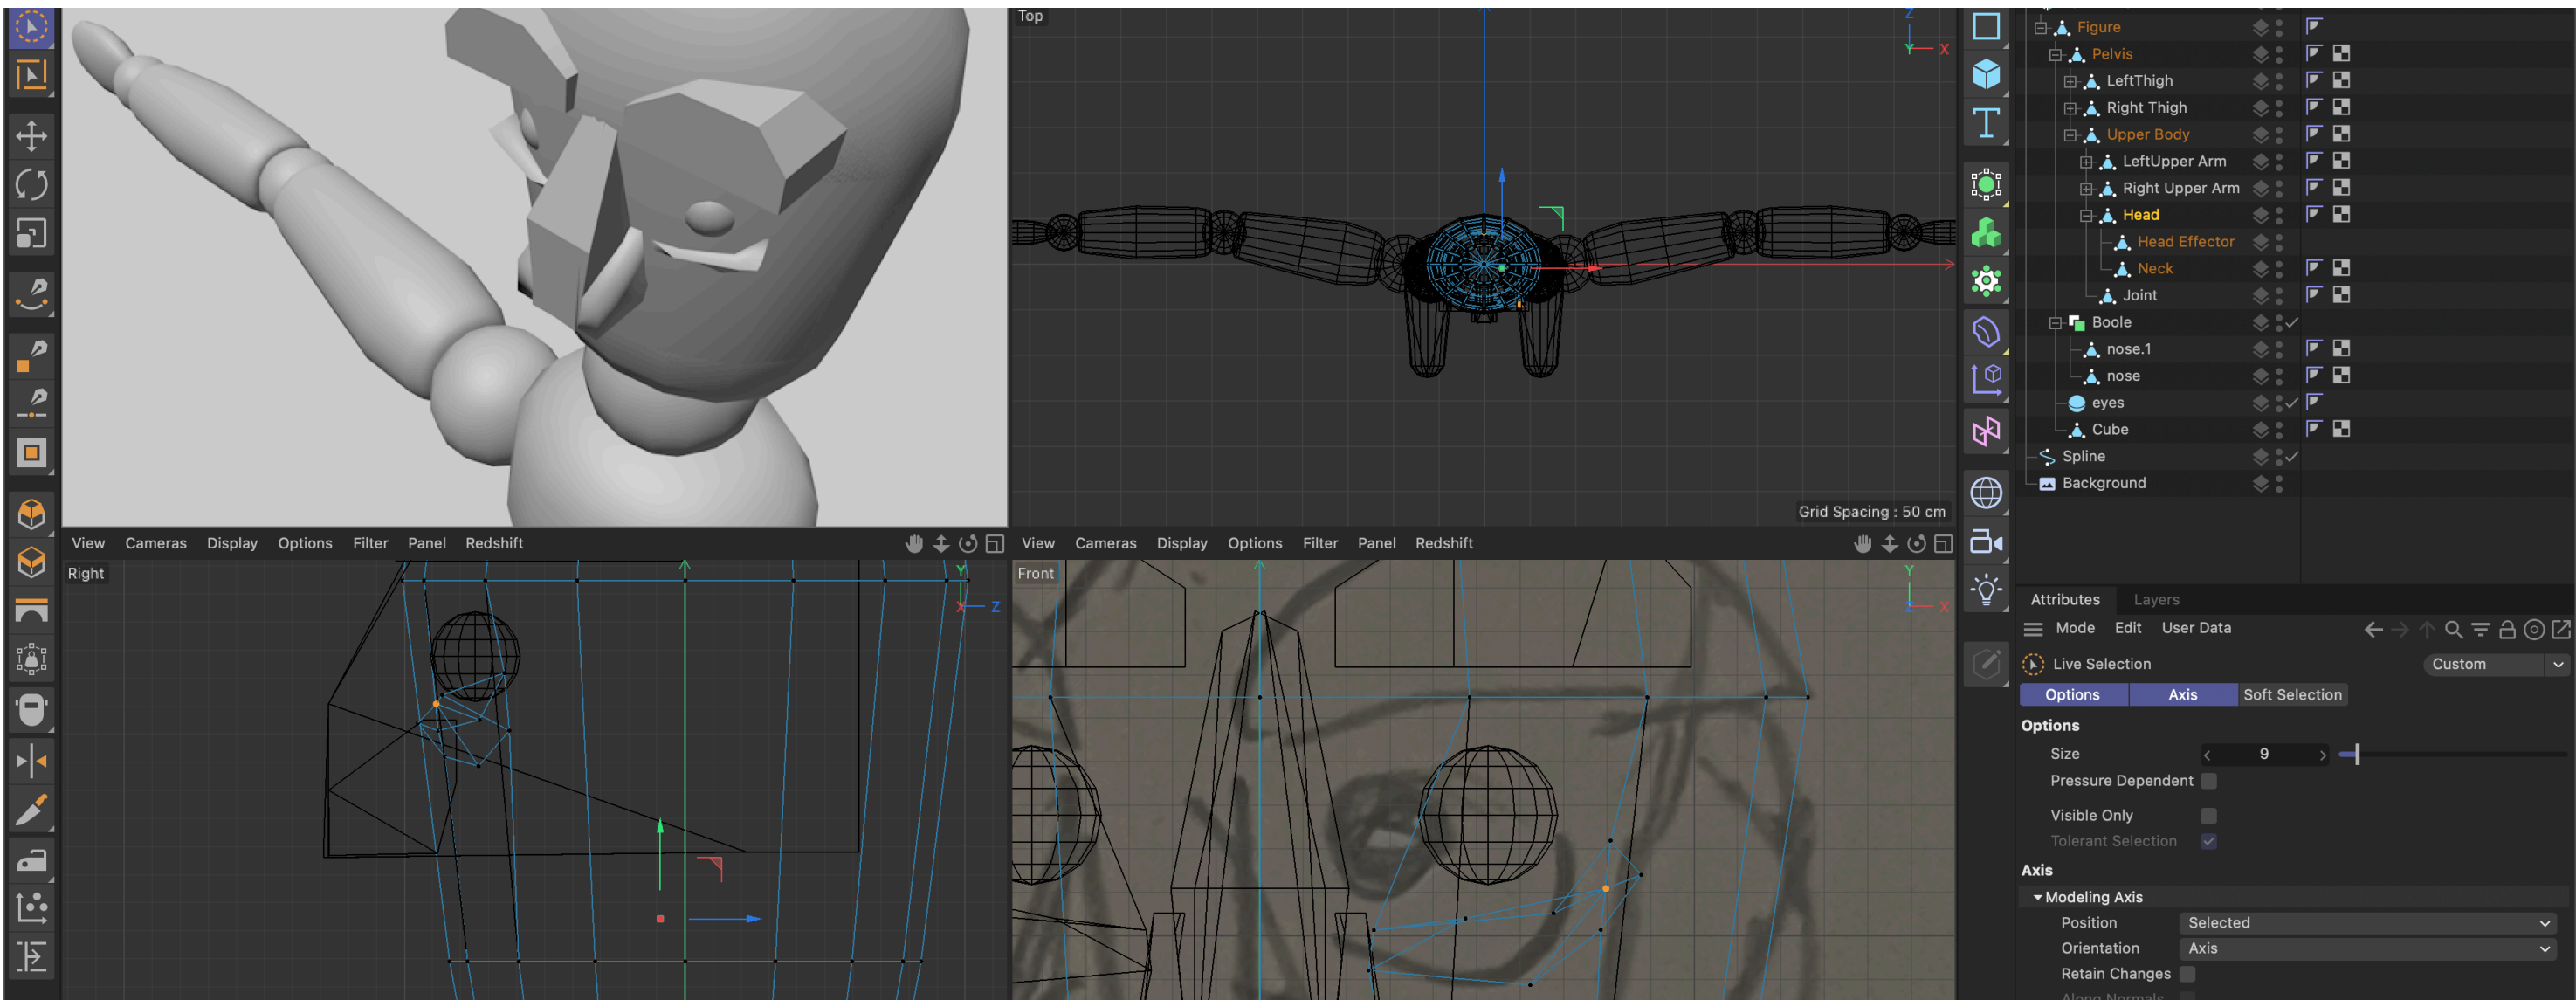 Top
Z
Y X
Grid Spacing : 50 cm
View Cameras Display Options Filter Panel Redshift
Right
Y
X Z
View Cameras Display Options Filter Panel Redshift
Front
Y
Z X
Figure
Pelvis
LeftThigh
Right Thigh
Upper Body
LeftUpper Arm
Right Upper Arm
Head
Head Effector
Neck
Joint
Boole
nose.1
nose
eyes
Cube
Spline
Background
Attributes Layers
Mode Edit User Data
Live Selection Custom
Options Axis Soft Selection
Options
Size 9
Pressure Dependent
Visible Only
Tolerant Selection
Axis
Modeling Axis
Position Selected
Orientation Axis
Retain Changes
Along Normals